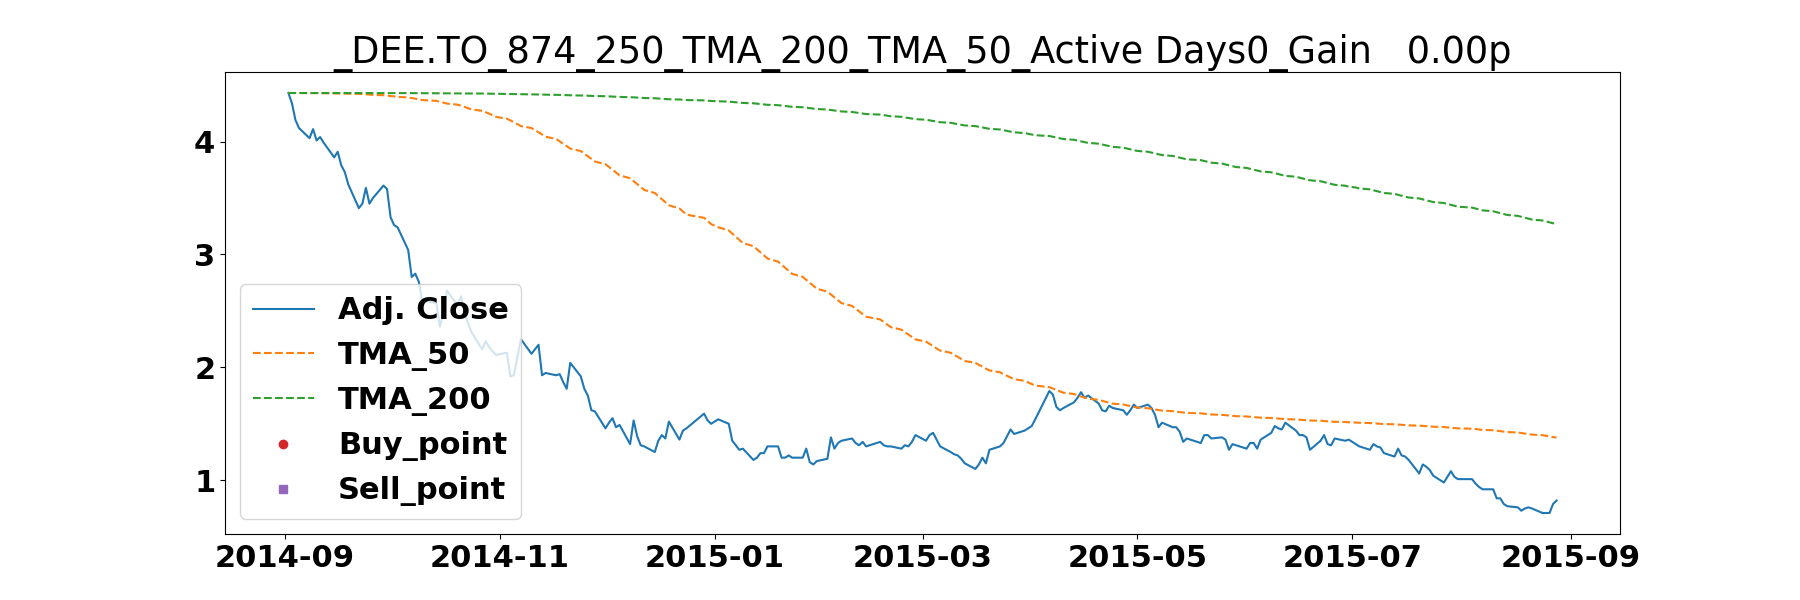 _DEE.TO_874_250_TMA_200_TMA_50_Active Days0_Gain   0.00p
4
3
2
1
Adj. Close
TMA_50
TMA_200
Buy_point
Sell_point
2014-09 2014-11 2015-01 2015-03 2015-05 2015-07 2015-09